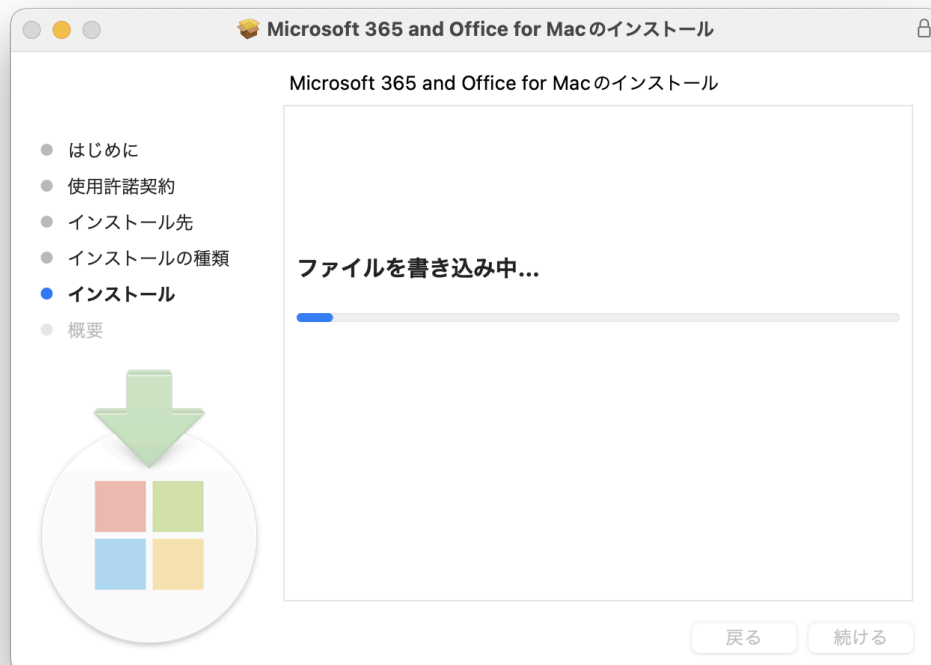 Microsoft 365 and Office for Macのインストール
Microsoft 365 and Office for Macのインストール
はじめに
使用許諾契約
インストール先
インストールの種類
インストール
概要
ファイルを書き込み中...
戻る
続ける